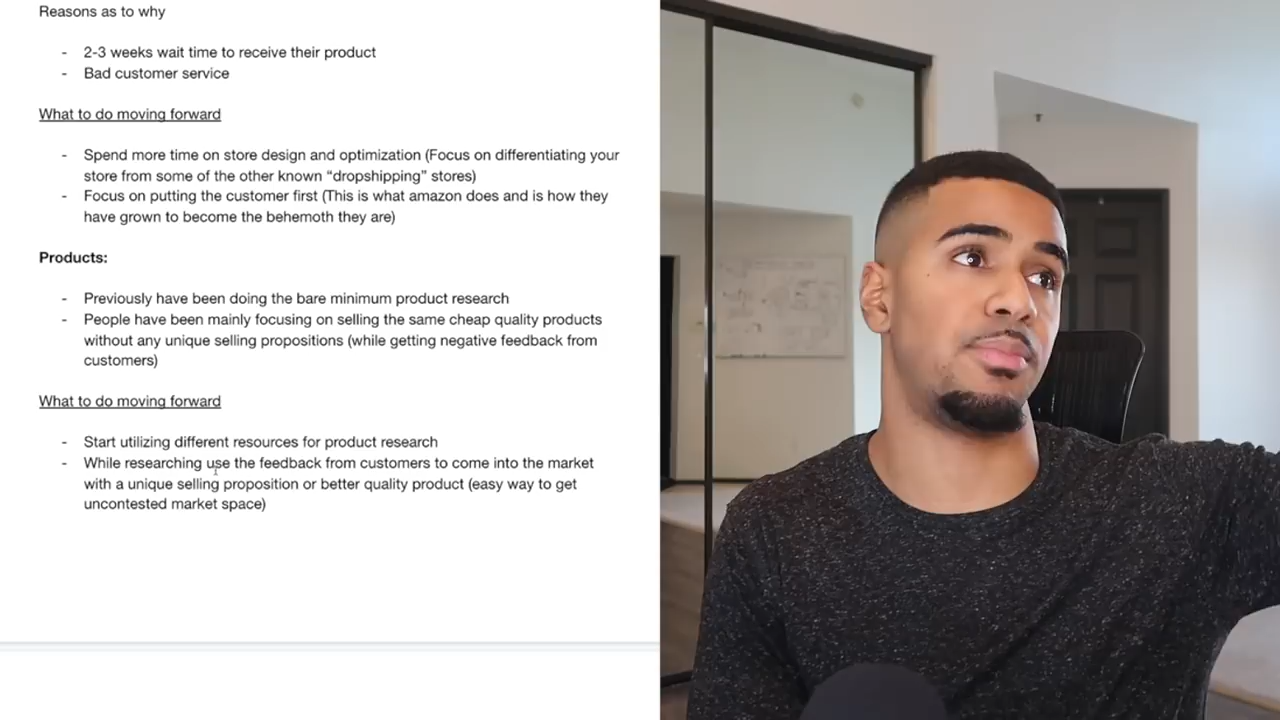 Reasons as to why
- 2-3 weeks wait time to receive their product
- Bad customer service
What to do moving forward
- Spend more time on store design and optimization (Focus on differentiating your
store from some of the other known “dropshipping” stores)
- Focus on putting the customer first (This is what amazon does and is how they
have grown to become the behemoth they are)
Products:
- Previously have been doing the bare minimum product research
- People have been mainly focusing on selling the same cheap quality products
without any unique selling propositions (while getting negative feedback from
customers)
What to do moving forward
- Start utilizing different resources for product research
- While researching use the feedback from customers to come into the market
with a unique selling proposition or better quality product (easy way to get
uncontested market space)